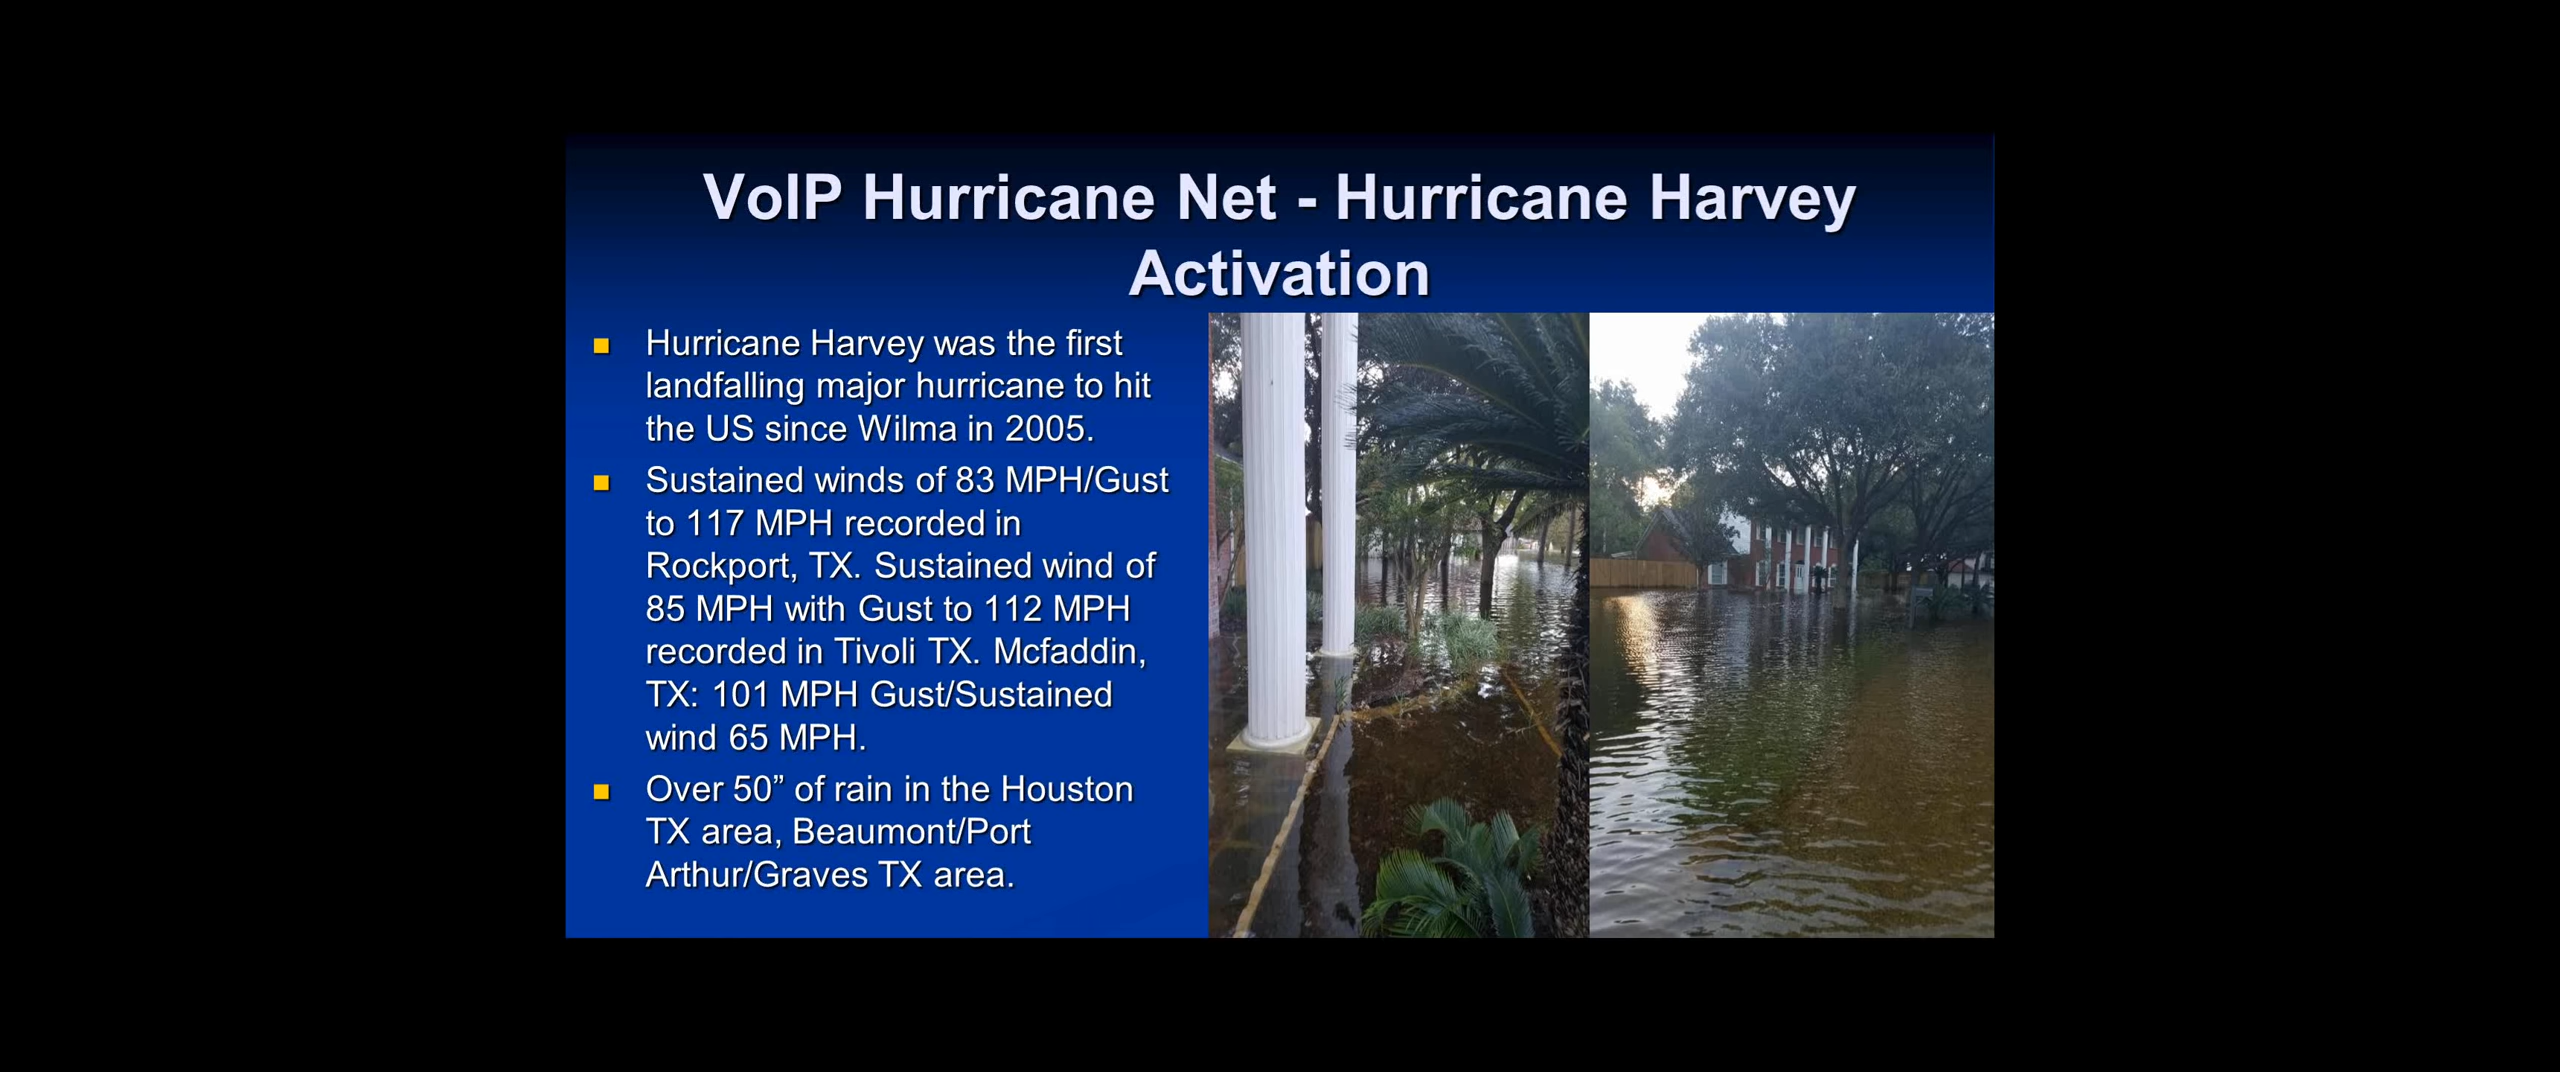 VoIP Hurricane Net - Hurricane Harvey
Activation
Hurricane Harvey was the first
landfalling major hurricane to hit
the US since Wilma in 2005.
Sustained winds of 83 MPH/Gust
to 117 MPH recorded in
Rockport, TX. Sustained wind of
85 MPH with Gust to 112 MPH
recorded in Tivoli TX. Mcfaddin,
TX: 101 MPH Gust/Sustained
wind 65 MPH.
Over 50” of rain in the Houston
TX area, Beaumont/Port
Arthur/Graves TX area.